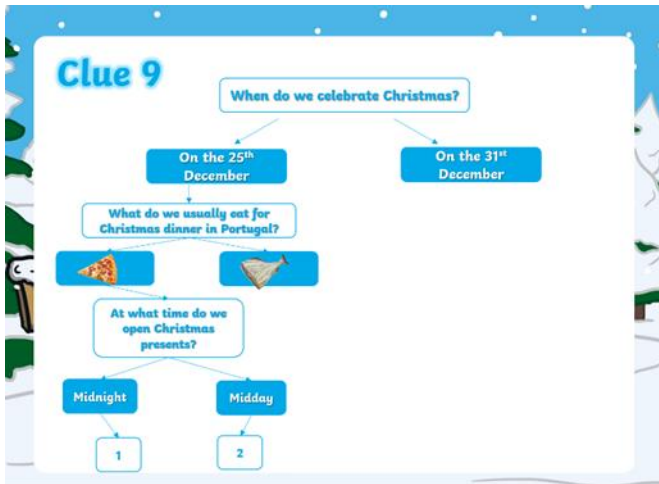 Clue 9
When do we celebrate Christmas?
On the 25th
December
On the 31st
December
What do we usually eat for
Christmas dinner in Portugal?
At what time do we
open Christmas
presents?
Midnight
Midday
1
2